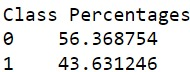 Class Percentages
0    56.368754
1    43.631246